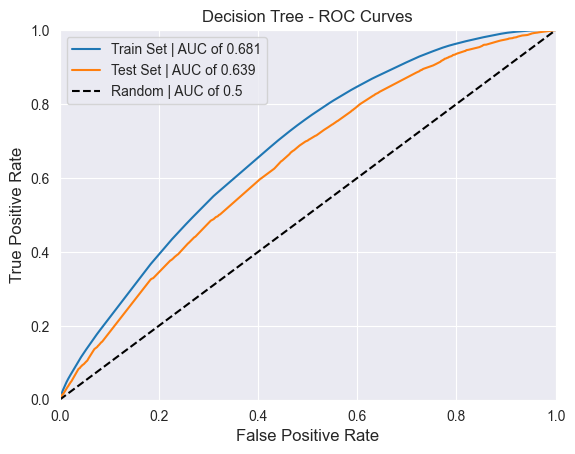 Decision Tree - ROC Curves
Train Set | AUC of 0.681
Test Set | AUC of 0.639
Random | AUC of 0.5
1.0
0.8
0.6
0.4
0.2
0.0
True Positive Rate
0.0 0.2 0.4 0.6 0.8 1.0
False Positive Rate